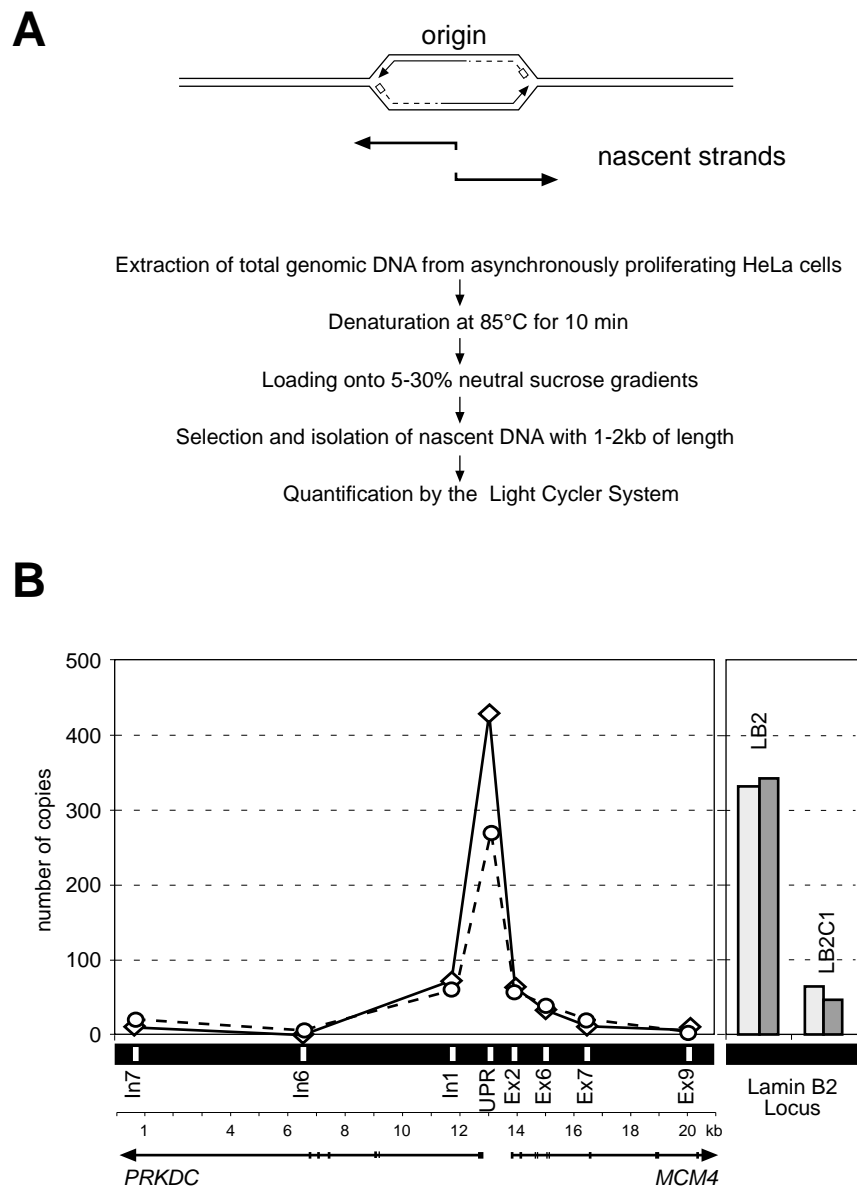 A
origin
nascent strands
Extraction of total genomic DNA from asynchronously proliferating HeLa cells
Denaturation at 85°C for 10 min
Loading onto 5-30% neutral sucrose gradients
Selection and isolation of nascent DNA with 1-2kb of length
Quantification by the Light Cycler System
B
number of copies
500
400
300
200
100
0
LB2
LB2C1
In7 In6 In1 UPR Ex2 Ex6 Ex7 Ex9
Lamin B2
Locus
1 4 6 8 10 12 14 16 18 20 kb
PRKDC MCM4